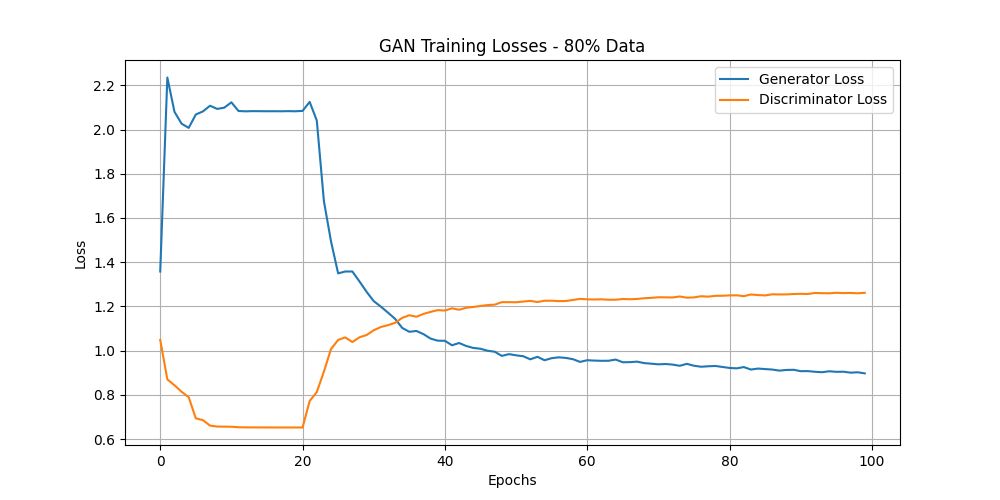 GAN Training Losses - 80% Data
Generator Loss
Discriminator Loss
2.2
2.0
1.8
1.6
1.4
1.2
1.0
0.8
0.6
Loss
0 20 40 60 80 100
Epochs